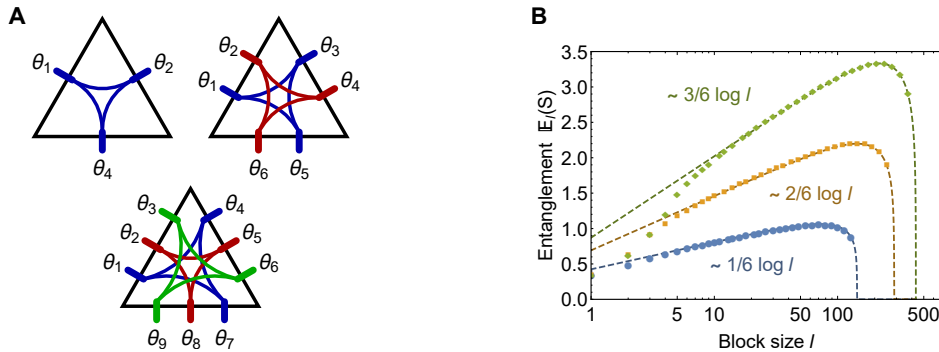 A
θ1
θ2
θ4
θ2
θ3
θ1
θ4
θ6
θ5
θ3
θ4
θ2
θ5
θ1
θ6
θ9
θ8
θ7
B
Entanglement 𝔼l(S)
3.5
3.0
2.5
2.0
1.5
1.0
0.5
0.0
~ 3/6 log l
~ 2/6 log l
~ 1/6 log l
1 5 10 50 100 500
Block size l